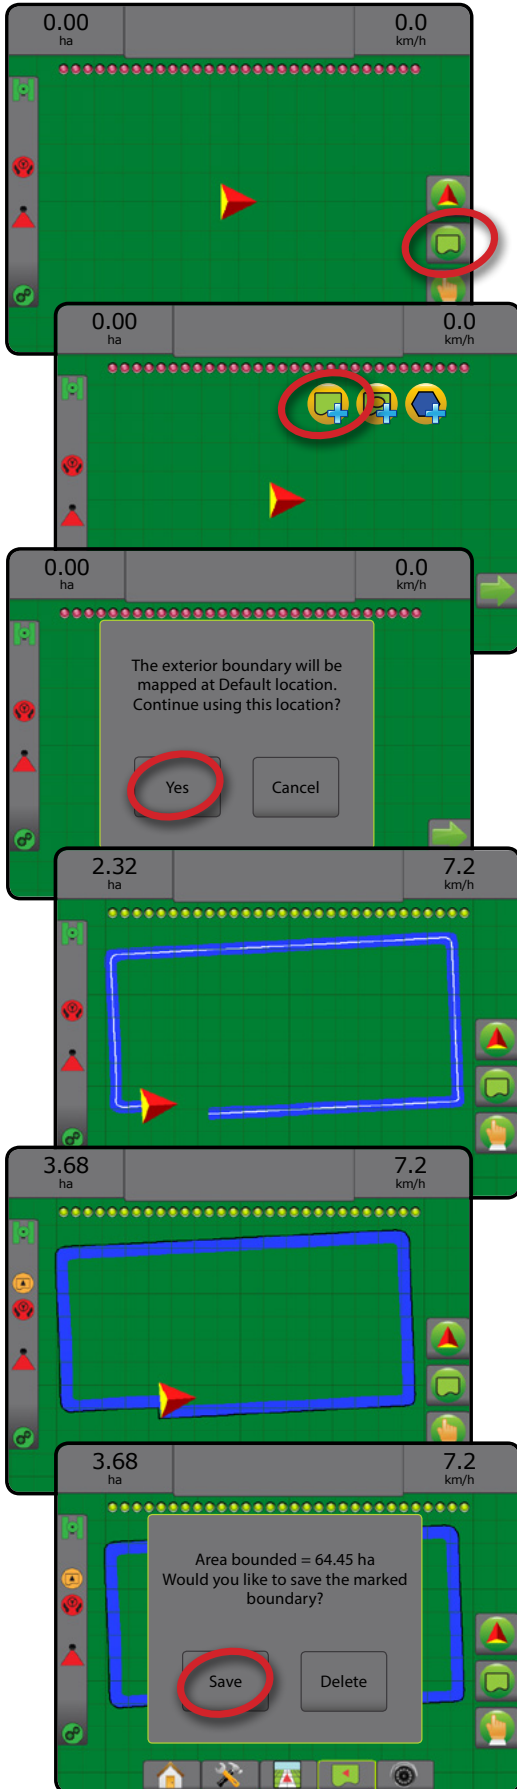 0.00
ha
0.0
km/h
0.00
ha
0.0
km/h
0.00
ha
0.0
km/h
The exterior boundary will be
mapped at Default location.
Continue using this location?
Yes
Cancel
2.32
ha
7.2
km/h
3.68
ha
7.2
km/h
3.68
ha
7.2
km/h
Area bounded = 64.45 ha
Would you like to save the marked
boundary?
Save
Delete